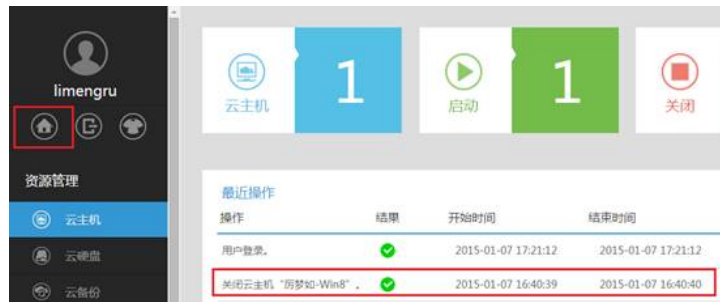 limengru
资源管理
云主机
云硬盘
云备份
云主机 1
启动 1
关闭
最近操作
操作 结果 开始时间 结束时间
用户登录。 2015-01-07 17:21:12 2015-01-07 17:21:12
关闭云主机“厉梦如-Win8”。 2015-01-07 16:40:39 2015-01-07 16:40:40